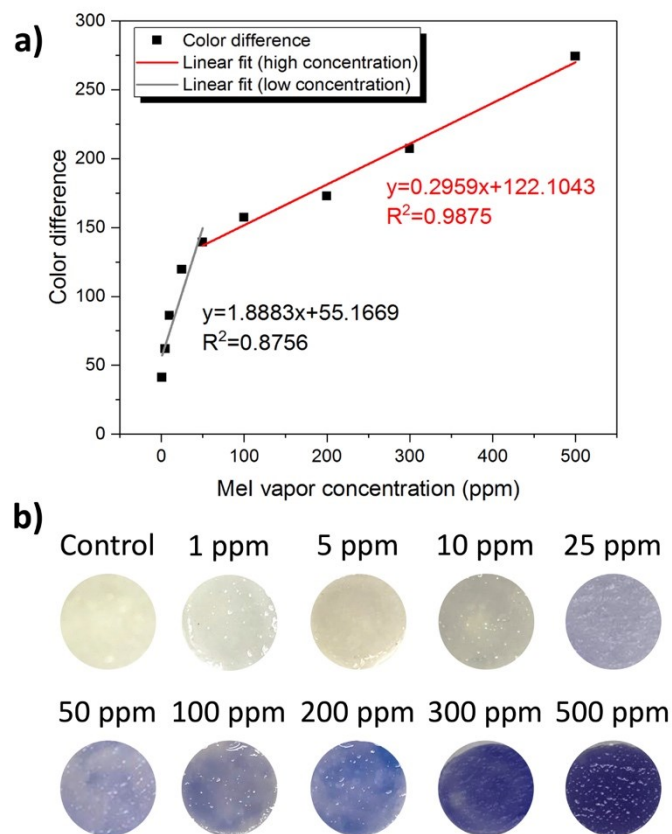 a)
Color difference
Linear fit (high concentration)
Linear fit (low concentration)
300
250
200
150
100
50
0
Color difference
y=0.2959x+122.1043
R²=0.9875
y=1.8883x+55.1669
R²=0.8756
0 100 200 300 400 500
MeI vapor concentration (ppm)
b)
Control 1 ppm 5 ppm 10 ppm 25 ppm
50 ppm 100 ppm 200 ppm 300 ppm 500 ppm